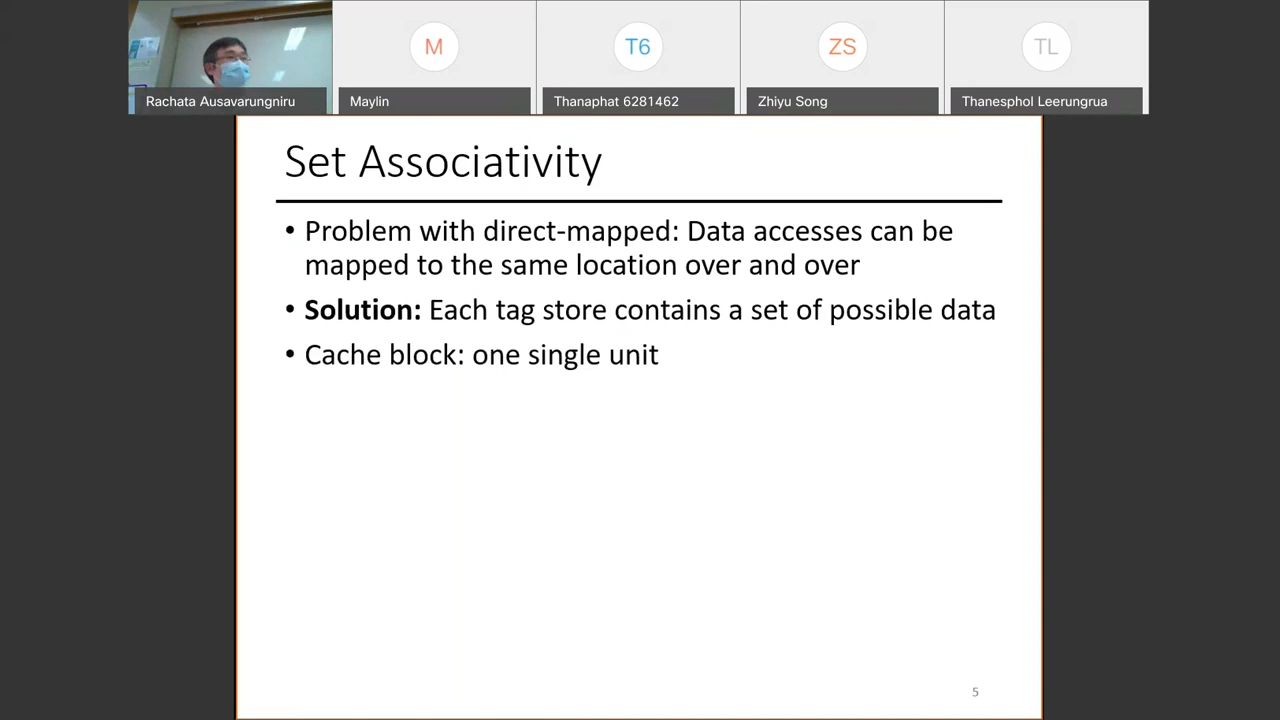 M
T6
ZS
TL
Rachata Ausavarungniru
Maylin
Thanaphat 6281462
Zhiyu Song
Thanesphol Leerungrua
Set Associativity
• Problem with direct-mapped: Data accesses can be
mapped to the same location over and over
• Solution: Each tag store contains a set of possible data
• Cache block: one single unit
5